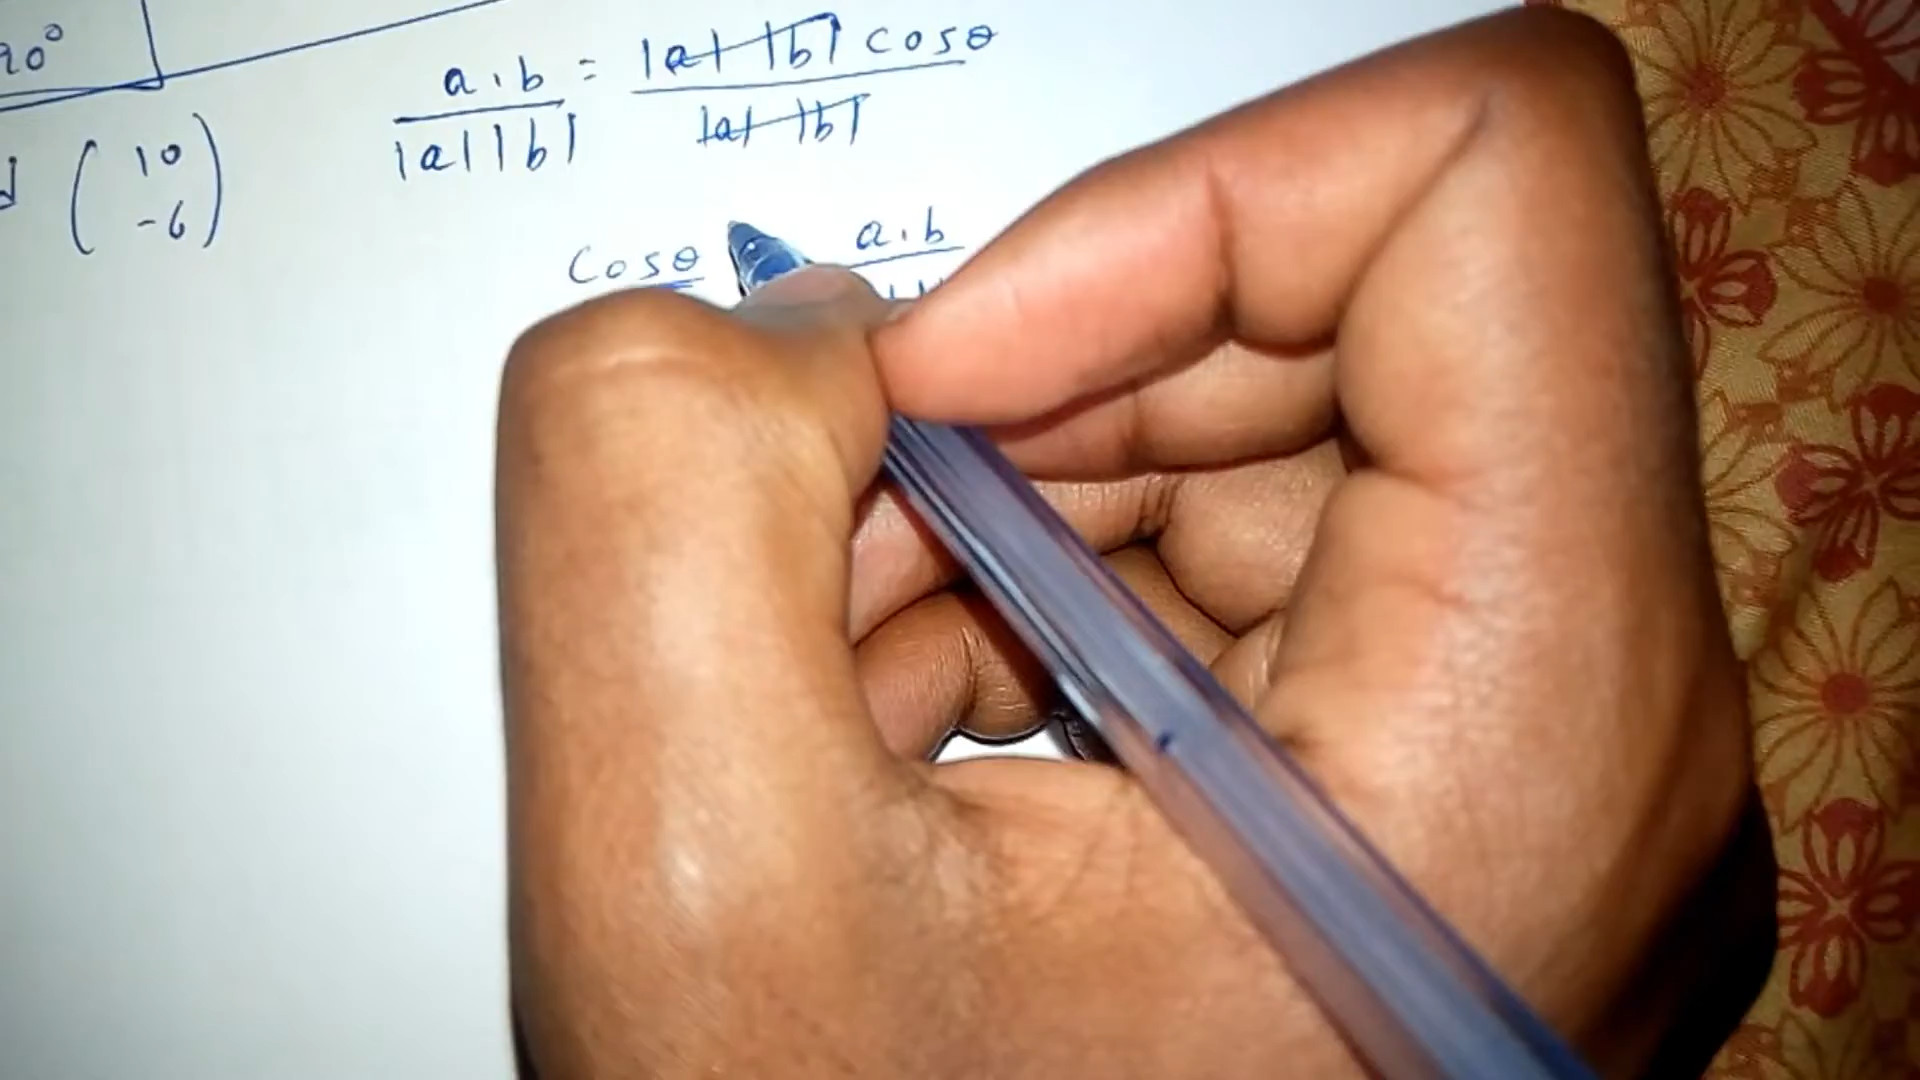 90°
a.b / |a||b| = |a| |b| cosθ / |a| |b|
( 10 -6 )
Cosθ a.b